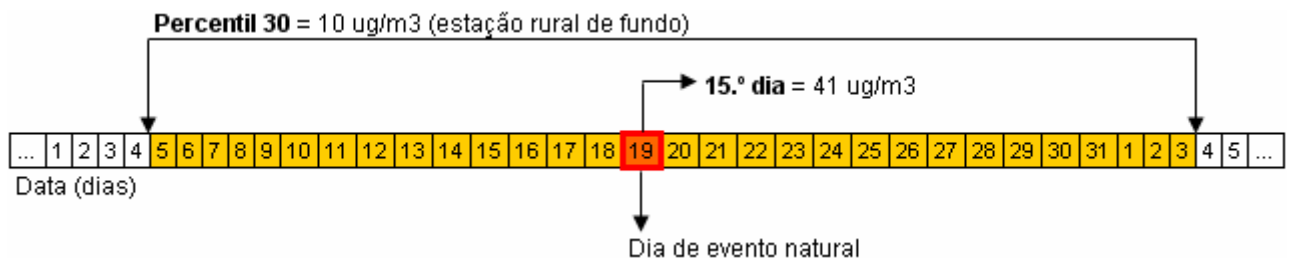 Percentil 30 = 10 ug/m3 (estação rural de fundo)
15.º dia = 41 ug/m3
... 1 2 3 4 5 6 7 8 9 10 11 12 13 14 15 16 17 18 19 20 21 22 23 24 25 26 27 28 29 30 31 1 2 3 4 5 ...
Data (dias)
Dia de evento natural